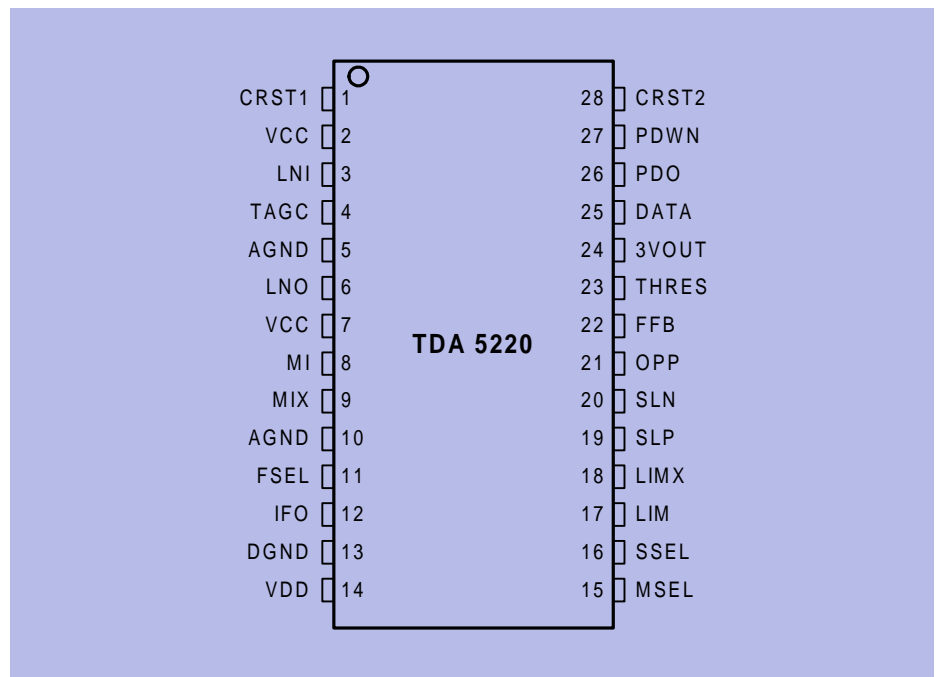 CRST1 1 28 CRST2
VCC 2 27 PDWN
LNI 3 26 PDO
TAGC 4 25 DATA
AGND 5 24 3VOUT
LNO 6 23 THRES
VCC 7 22 FFB
TDA 5220
MI 8 21 OPP
MIX 9 20 SLN
AGND 10 19 SLP
FSEL 11 18 LIMX
IFO 12 17 LIM
DGND 13 16 SSEL
VDD 14 15 MSEL